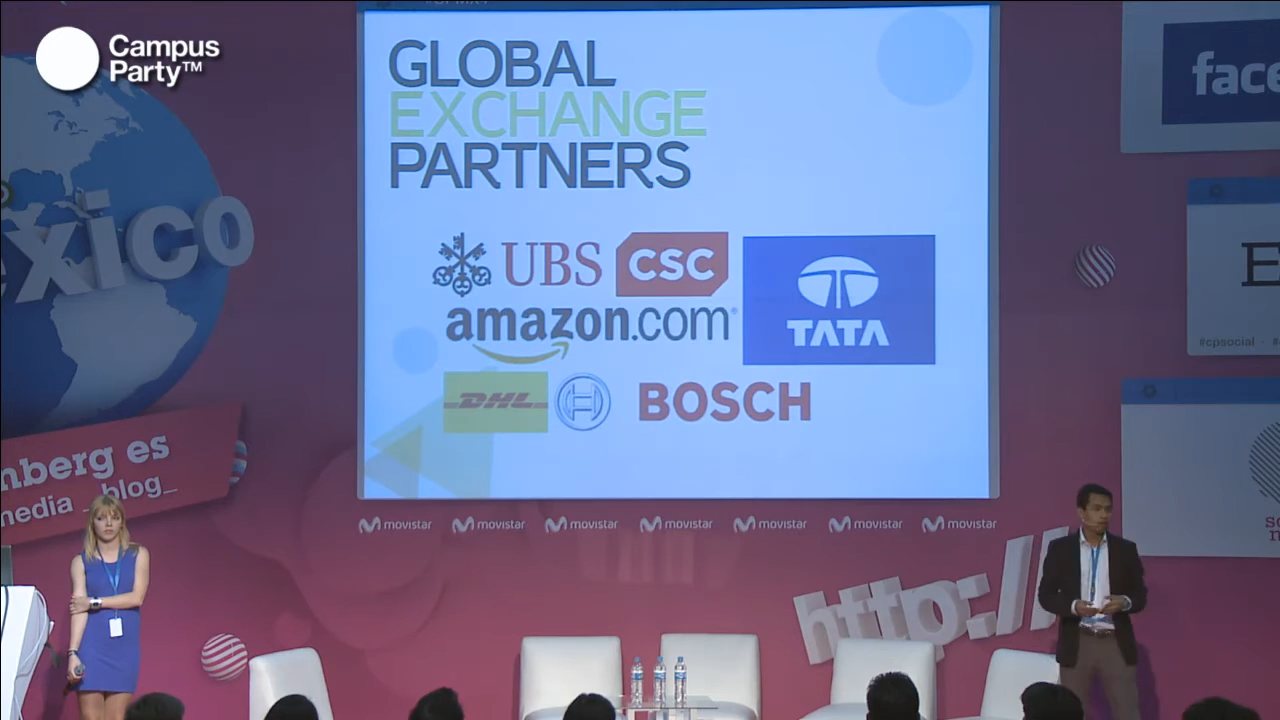 Campus
Party™
GLOBAL
EXCHANGE
PARTNERS
UBS
CSC
TATA
amazon.com
DHL
BOSCH
xico
nberg es
media _blog_
movistar movistar movistar movistar movistar movistar movistar
http://
face
E
#cpsocial